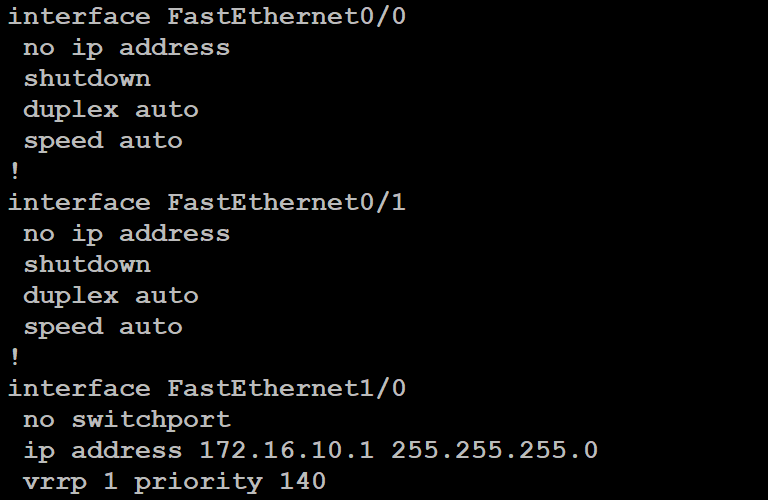 interface FastEthernet0/0
 no ip address
 shutdown
 duplex auto
 speed auto
!
interface FastEthernet0/1
 no ip address
 shutdown
 duplex auto
 speed auto
!
interface FastEthernet1/0
 no switchport
 ip address 172.16.10.1 255.255.255.0
 vrrp 1 priority 140